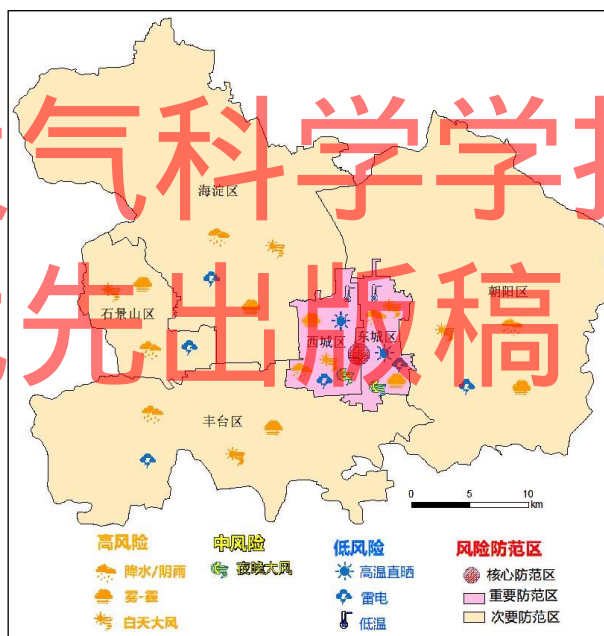 大气科学学报
优先出版稿
海淀区
朝阳区
石景山区
西城区 东城区
丰台区
0 5 10
km
高风险 中风险 低风险 风险防范区
降水/阴雨 夜晚大风 高温直晒 核心防范区
雾-霾 雷电 重要防范区
白天大风 低温 次要防范区